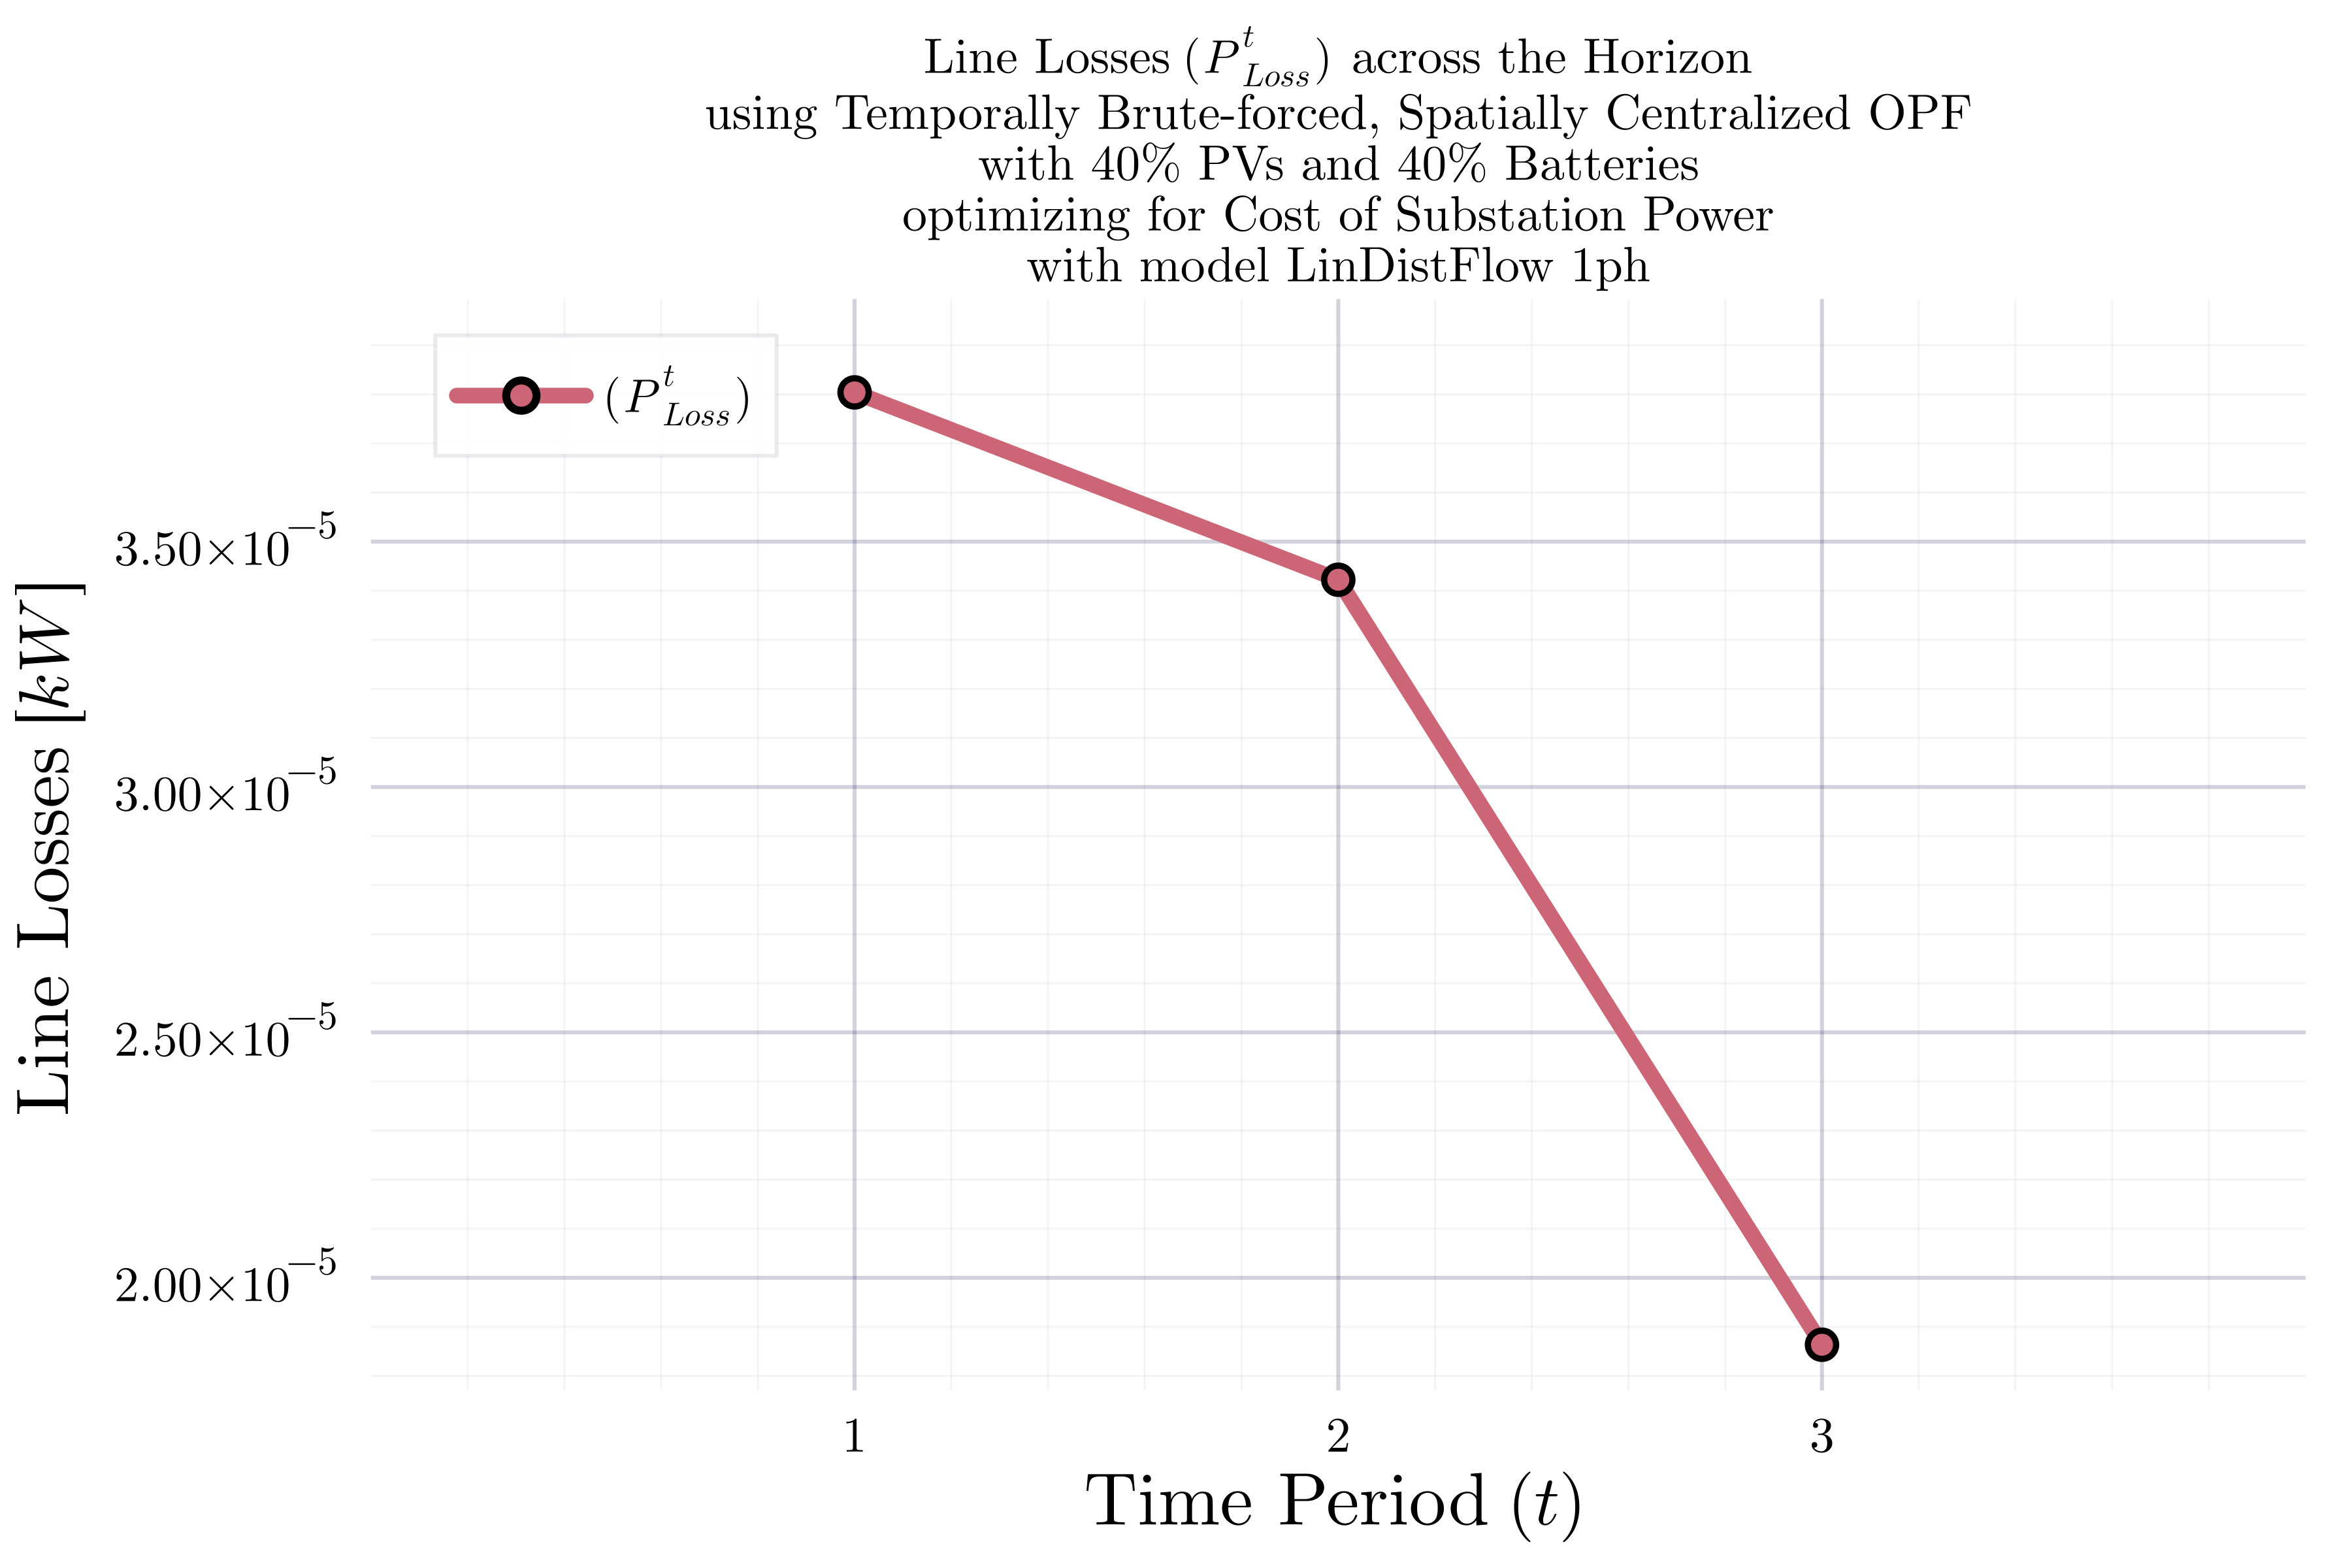 Line Losses (P^t_Loss) across the Horizon
using Temporally Brute-forced, Spatially Centralized OPF
with 40% PVs and 40% Batteries
optimizing for Cost of Substation Power
with model LinDistFlow 1ph
(P^t_Loss)
3.50×10^−5
3.00×10^−5
2.50×10^−5
2.00×10^−5
Line Losses [kW]
1 2 3
Time Period (t)